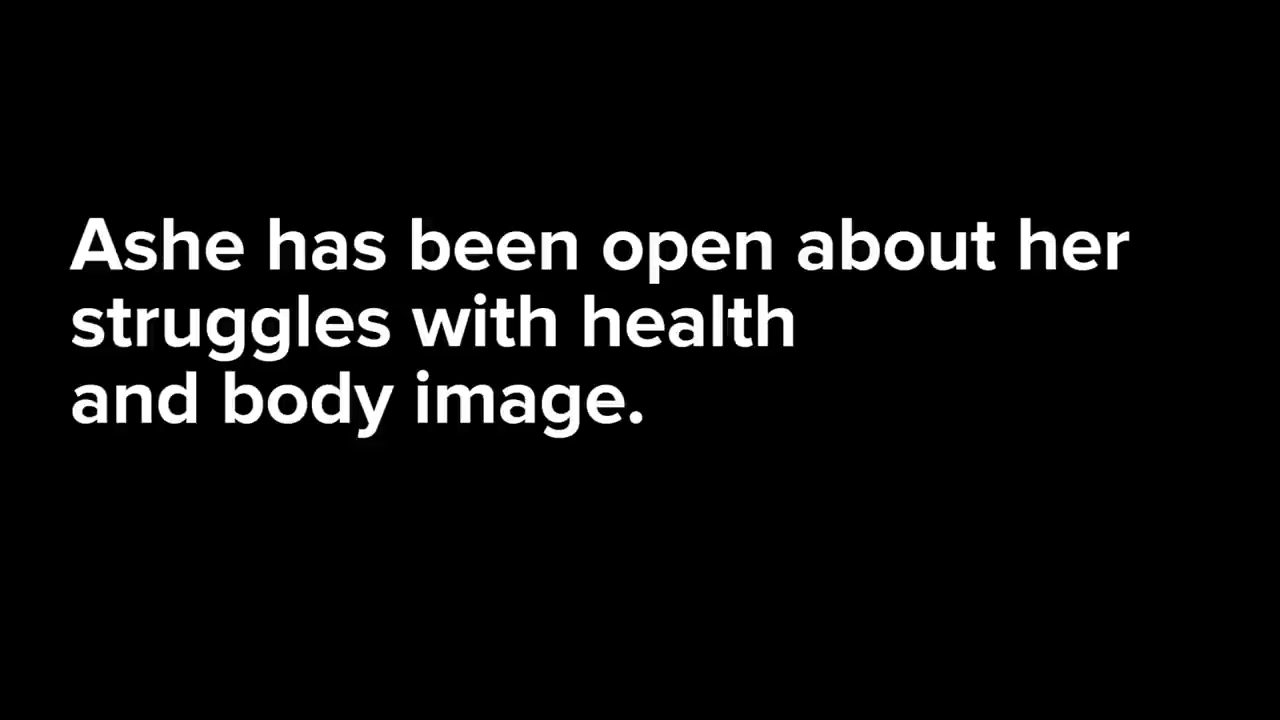 Ashe has been open about her
struggles with health
and body image.